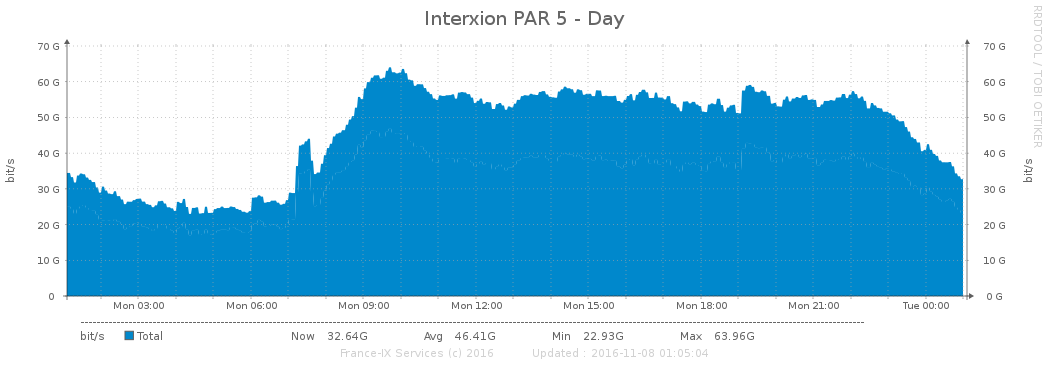 Interxion PAR 5 - Day
RRDTOOL / TOBI OETIKER
bit/s
70 G
60 G
50 G
40 G
30 G
20 G
10 G
0
70 G
60 G
50 G
40 G
30 G
20 G
10 G
0 G
bit/s
Mon 03:00 Mon 06:00 Mon 09:00 Mon 12:00 Mon 15:00 Mon 18:00 Mon 21:00 Tue 00:00
bit/s Total Now 32.64G Avg 46.41G Min 22.93G Max 63.96G
France-IX Services (c) 2016 Updated : 2016-11-08 01:05:04